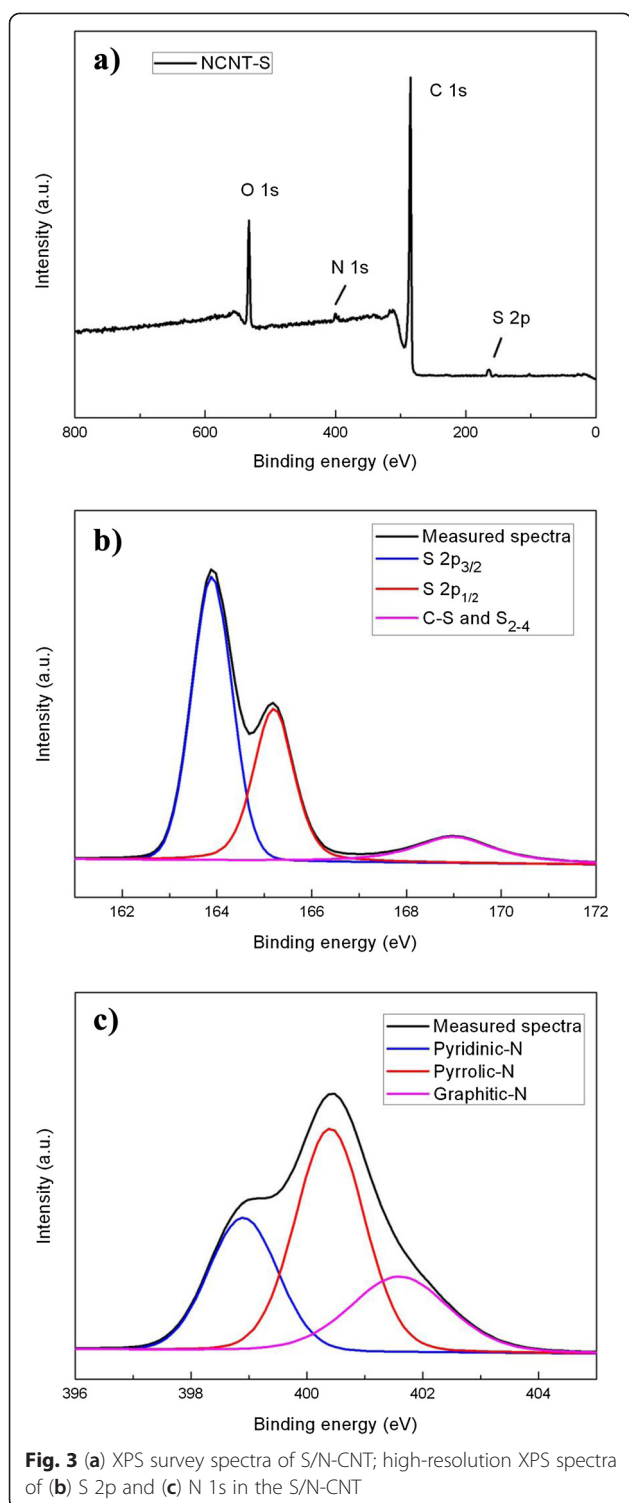 a)
NCNT-S
C 1s
O 1s
N 1s
S 2p
Intensity (a.u.)
800 600 400 200 0
Binding energy (eV)
b)
Measured spectra
S 2p3/2
S 2p1/2
C-S and S2-4
Intensity (a.u.)
162 164 166 168 170 172
Binding energy (eV)
c)
Measured spectra
Pyridinic-N
Pyrrolic-N
Graphitic-N
Intensity (a.u.)
396 398 400 402 404
Binding energy (eV)
Fig. 3 (a) XPS survey spectra of S/N-CNT; high-resolution XPS spectra
of (b) S 2p and (c) N 1s in the S/N-CNT